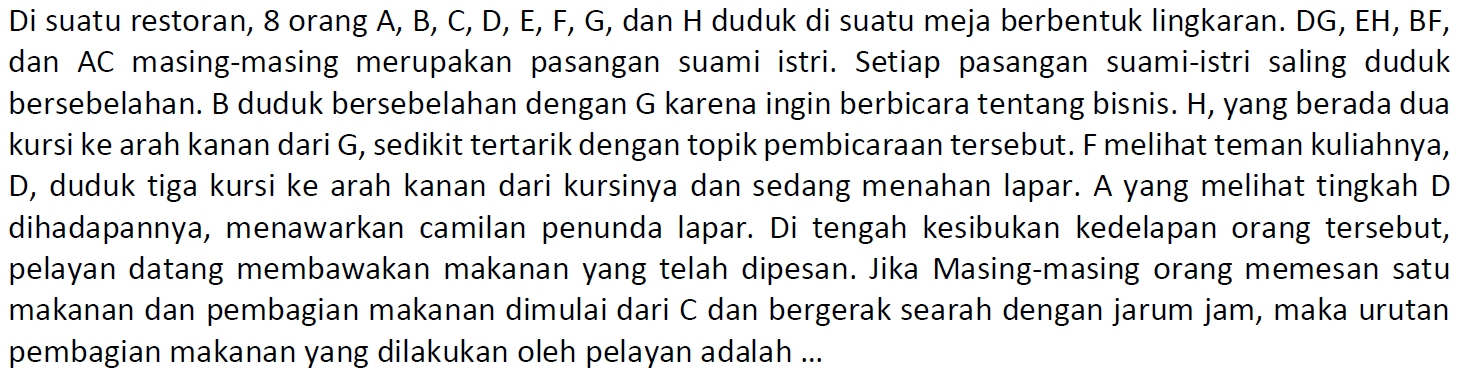 Di suatu restoran, 8 orang A, B, C, D, E, F, G, dan H duduk di suatu meja berbentuk lingkaran. DG, EH, BF,
dan AC masing-masing merupakan pasangan suami istri. Setiap pasangan suami-istri saling duduk
bersebelahan. B duduk bersebelahan dengan G karena ingin berbicara tentang bisnis. H, yang berada dua
kursi ke arah kanan dari G, sedikit tertarik dengan topik pembicaraan tersebut. F melihat teman kuliahnya,
D, duduk tiga kursi ke arah kanan dari kursinya dan sedang menahan lapar. A yang melihat tingkah D
dihadapannya, menawarkan camilan penunda lapar. Di tengah kesibukan kedelapan orang tersebut,
pelayan datang membawakan makanan yang telah dipesan. Jika Masing-masing orang memesan satu
makanan dan pembagian makanan dimulai dari C dan bergerak searah dengan jarum jam, maka urutan
pembagian makanan yang dilakukan oleh pelayan adalah ...